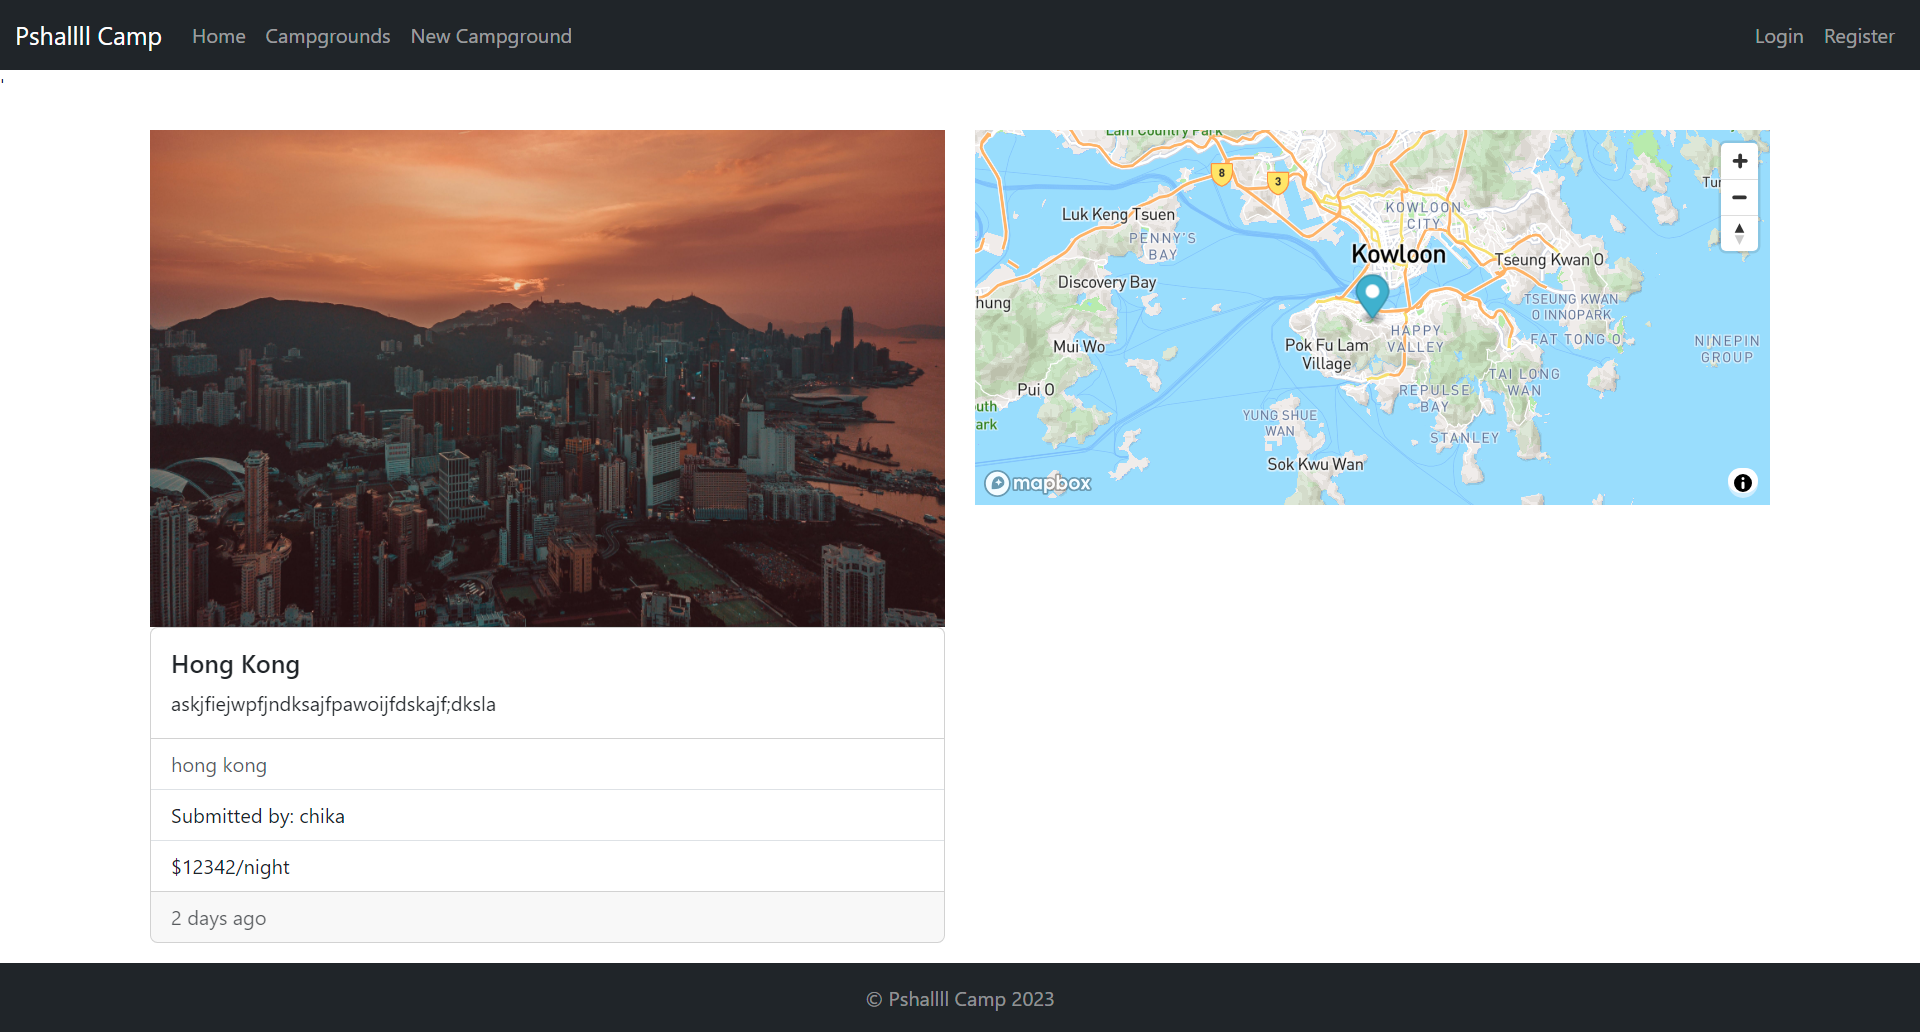 Pshallll Camp Home Campgrounds New Campground Login Register
'
Lam Country Park
8
3
Luk Keng Tsuen
PENNY'S
BAY
Discovery Bay
hung
Mui Wo
Pui O
uth
ark
KOWLOON
CITY
Kowloon
Tseung Kwan O
TSEUNG KWAN
O INNOPARK
FAT TONG O
HAPPY
VALLEY
Pok Fu Lam
Village
TAI LONG
WAN
REPULSE
BAY
NINEPIN
GROUP
YUNG SHUE
WAN
STANLEY
Sok Kwu Wan
Tur
mapbox
Hong Kong
askjfiejwpfjndksajfpawoijfdskajf;dksla
hong kong
Submitted by: chika
$12342/night
2 days ago
© Pshallll Camp 2023